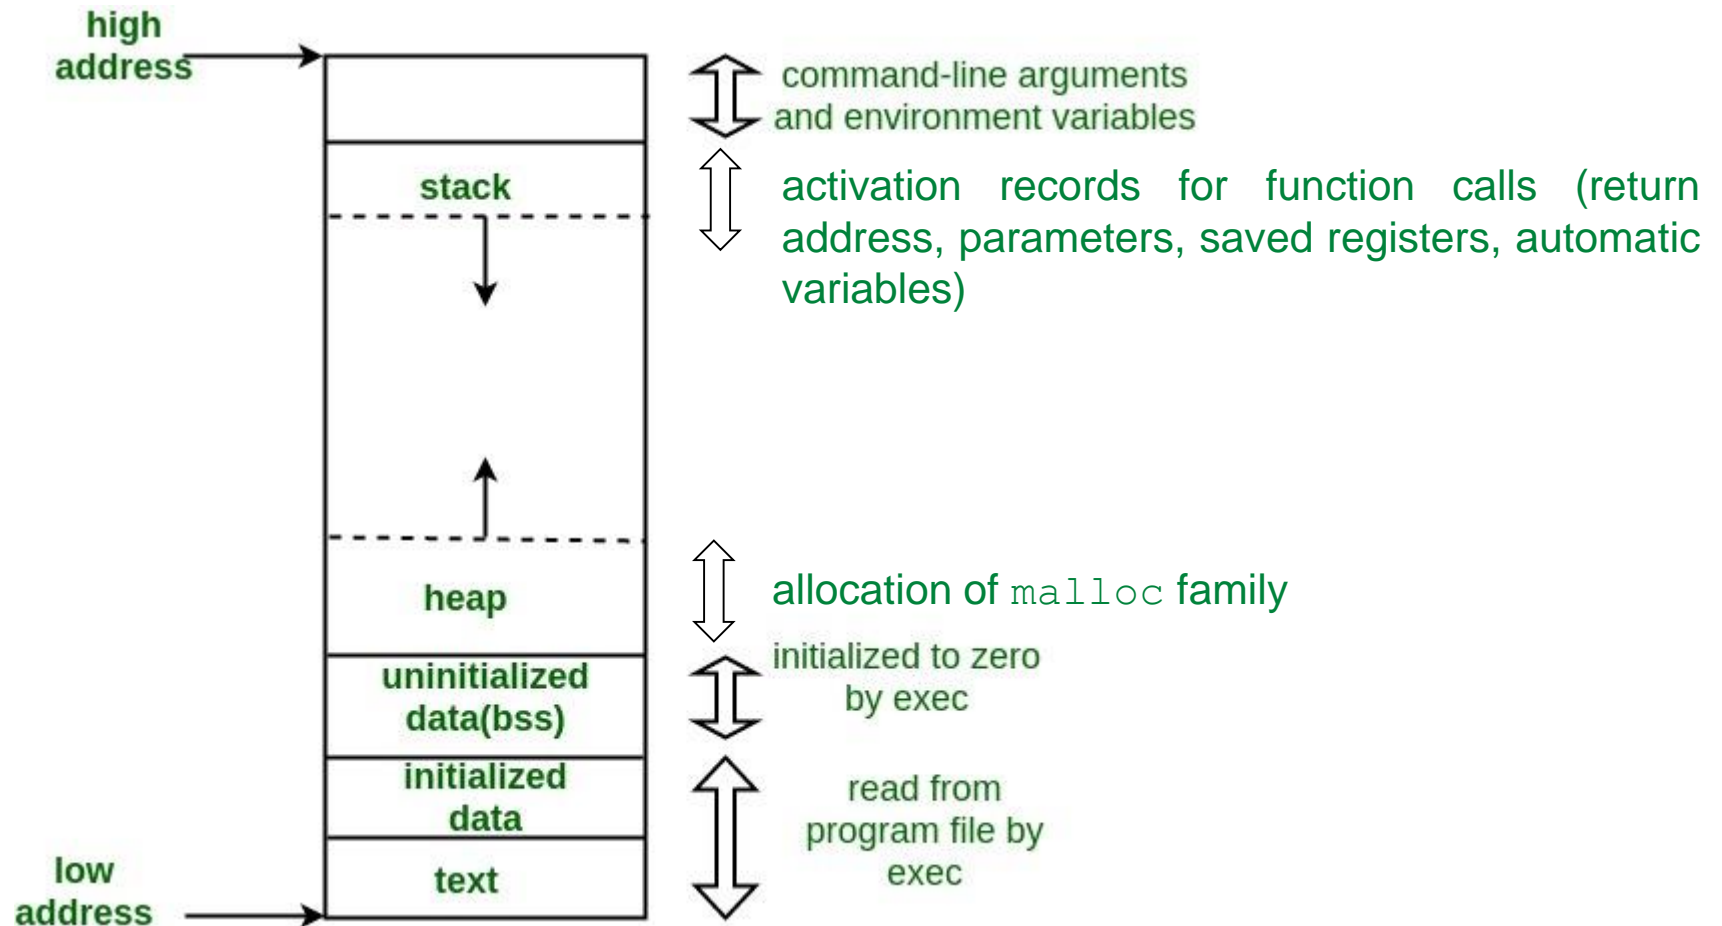 high
address
command-line arguments
and environment variables
stack
activation records for function calls (return
address, parameters, saved registers, automatic
variables)
heap
allocation of malloc family
uninitialized
data(bss)
initialized to zero
by exec
initialized
data
read from
program file by
exec
text
low
address